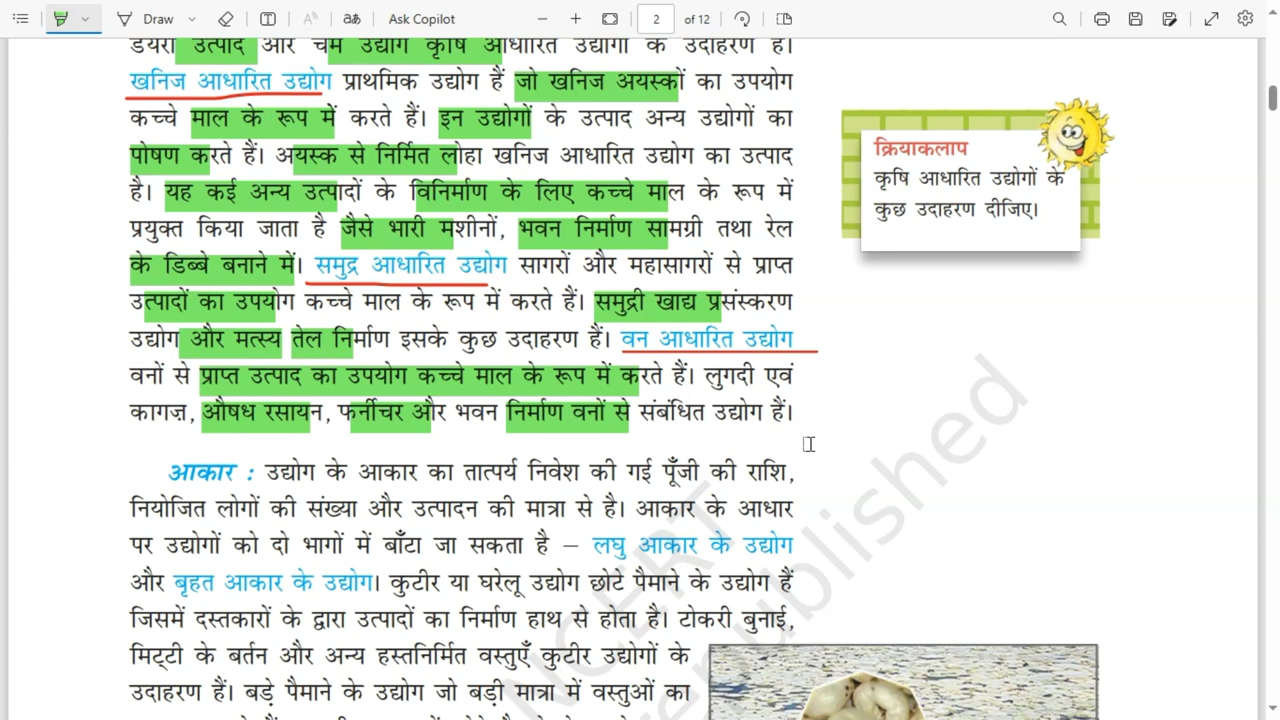 Draw
Ask Copilot
2
of 12
डेयरी उत्पाद और चर्म उद्योग कृषि आधारित उद्योगों के उदाहरण हैं।
खनिज आधारित उद्योग प्राथमिक उद्योग हैं जो खनिज अयस्कों का उपयोग
कच्चे माल के रूप में करते हैं। इन उद्योगों के उत्पाद अन्य उद्योगों का
पोषण करते हैं। अयस्क से निर्मित लोहा खनिज आधारित उद्योग का उत्पाद
है। यह कई अन्य उत्पादों के विनिर्माण के लिए कच्चे माल के रूप में
प्रयुक्त किया जाता है जैसे भारी मशीनों, भवन निर्माण सामग्री तथा रेल
के डिब्बे बनाने में। समुद्र आधारित उद्योग सागरों और महासागरों से प्राप्त
उत्पादों का उपयोग कच्चे माल के रूप में करते हैं। समुद्री खाद्य प्रसंस्करण
उद्योग और मत्स्य तेल निर्माण इसके कुछ उदाहरण हैं। वन आधारित उद्योग
वनों से प्राप्त उत्पाद का उपयोग कच्चे माल के रूप में करते हैं। लुगदी एवं
कागज़, औषध रसायन, फर्नीचर और भवन निर्माण वनों से संबंधित उद्योग हैं।
क्रियाकलाप
कृषि आधारित उद्योगों के
कुछ उदाहरण दीजिए।
आकार : उद्योग के आकार का तात्पर्य निवेश की गई पूँजी की राशि,
नियोजित लोगों की संख्या और उत्पादन की मात्रा से है। आकार के आधार
पर उद्योगों को दो भागों में बाँटा जा सकता है – लघु आकार के उद्योग
और बृहत आकार के उद्योग। कुटीर या घरेलू उद्योग छोटे पैमाने के उद्योग हैं
जिसमें दस्तकारों के द्वारा उत्पादों का निर्माण हाथ से होता है। टोकरी बुनाई,
मिट्‌टी के बर्तन और अन्य हस्तनिर्मित वस्तुएँ कुटीर उद्योगों के
उदाहरण हैं। बड़े पैमाने के उद्योग जो बड़ी मात्रा में वस्तुओं का
NCERT
republished